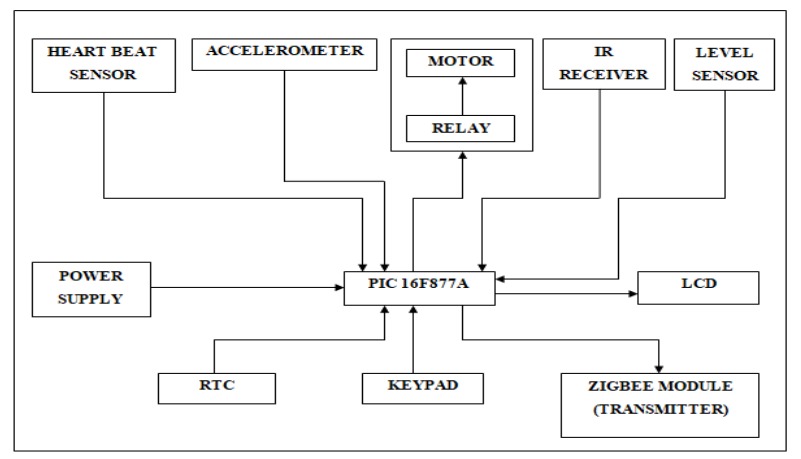 HEART BEAT
SENSOR
ACCELEROMETER
MOTOR
RELAY
IR
RECEIVER
LEVEL
SENSOR
POWER
SUPPLY
PIC 16F877A
LCD
RTC
KEYPAD
ZIGBEE MODULE
(TRANSMITTER)